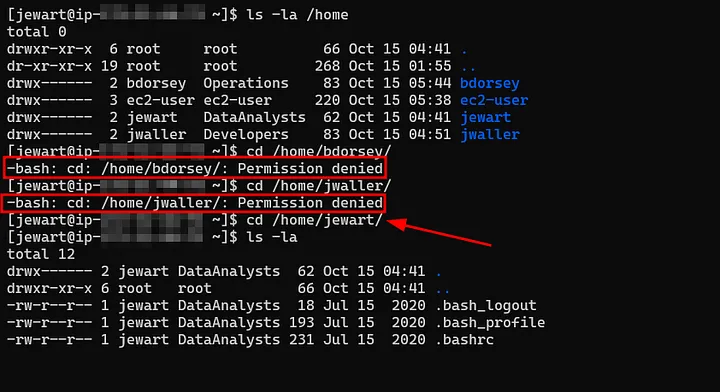 [jewart@ip- ~]$ ls -la /home
total 0
drwxr-xr-x  6 root     root          66 Oct 15 04:41 .
dr-xr-xr-x 19 root     root         268 Oct 15 01:55 ..
drwx------  2 bdorsey  Operations    83 Oct 15 05:44 bdorsey
drwx------  3 ec2-user ec2-user     220 Oct 15 05:38 ec2-user
drwx------  2 jewart   DataAnalysts  62 Oct 15 04:41 jewart
drwx------  2 jwaller  Developers    83 Oct 15 04:51 jwaller
[jewart@ip- ~]$ cd /home/bdorsey/
-bash: cd: /home/bdorsey/: Permission denied
[jewart@ip- ~]$ cd /home/jwaller/
-bash: cd: /home/jwaller/: Permission denied
[jewart@ip- ~]$ cd /home/jewart/
[jewart@ip- ~]$ ls -la
total 12
drwx------ 2 jewart DataAnalysts  62 Oct 15 04:41 .
drwxr-xr-x 6 root   root          66 Oct 15 04:41 ..
-rw-r--r-- 1 jewart DataAnalysts  18 Jul 15  2020 .bash_logout
-rw-r--r-- 1 jewart DataAnalysts 193 Jul 15  2020 .bash_profile
-rw-r--r-- 1 jewart DataAnalysts 231 Jul 15  2020 .bashrc